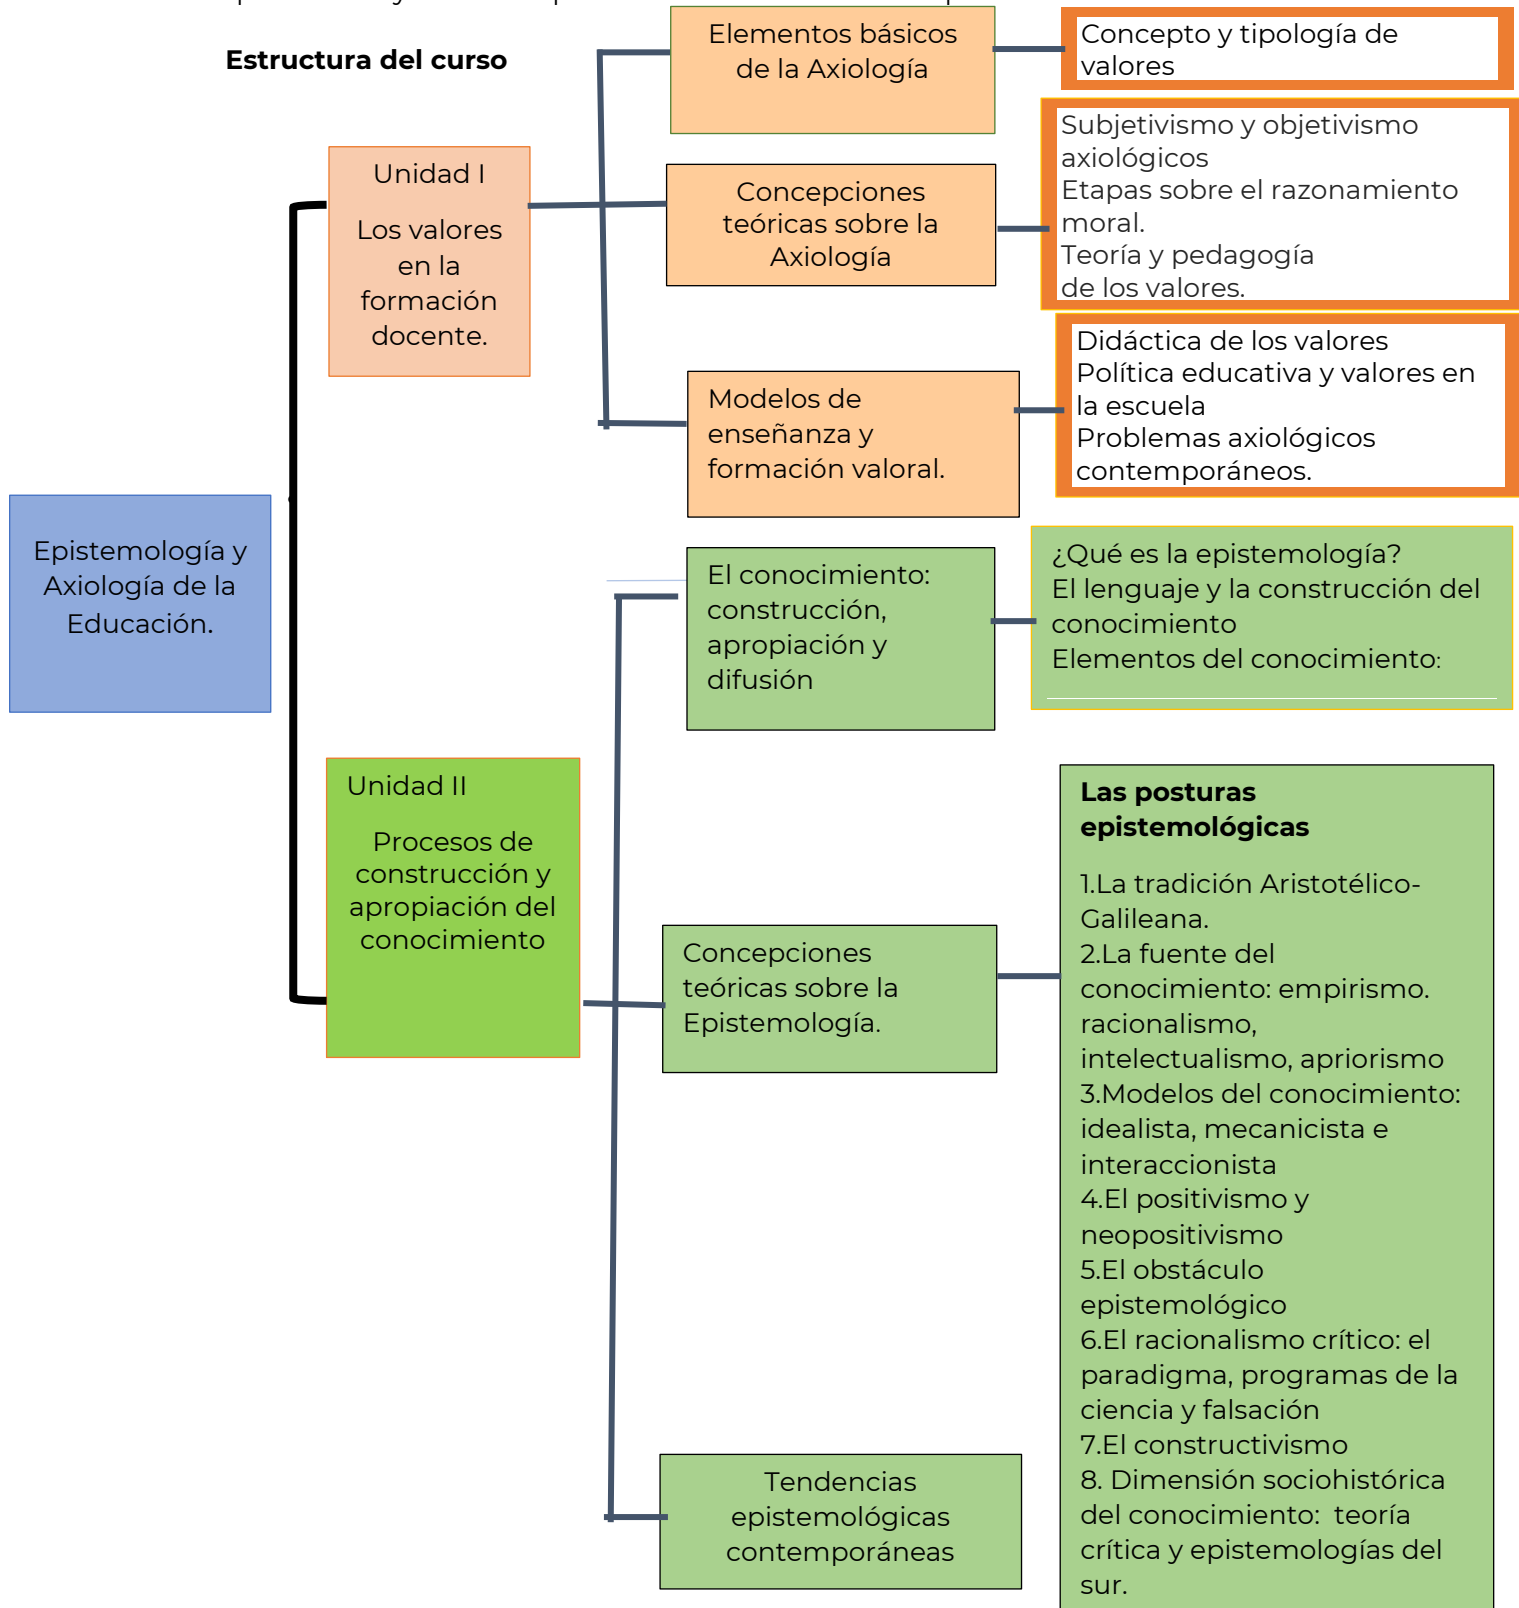 Estructura del curso
Epistemología y
Axiología de la
Educación.
Unidad I
Los valores
en la
formación
docente.
Elementos básicos
de la Axiología
Concepto y tipología de
valores
Concepciones
teóricas sobre la
Axiología
Subjetivismo y objetivismo
axiológicos
Etapas sobre el razonamiento
moral.
Teoría y pedagogía
de los valores.
Modelos de
enseñanza y
formación valoral.
Didáctica de los valores
Política educativa y valores en
la escuela
Problemas axiológicos
contemporáneos.
Unidad II
Procesos de
construcción y
apropiación del
conocimiento
El conocimiento:
construcción,
apropiación y
difusión
¿Qué es la epistemología?
El lenguaje y la construcción del
conocimiento
Elementos del conocimiento:
Concepciones
teóricas sobre la
Epistemología.
Las posturas
epistemológicas
1.La tradición Aristotélico-
Galileana.
2.La fuente del
conocimiento: empirismo.
racionalismo,
intelectualismo, apriorismo
3.Modelos del conocimiento:
idealista, mecanicista e
interaccionista
4.El positivismo y
neopositivismo
5.El obstáculo
epistemológico
6.El racionalismo crítico: el
paradigma, programas de la
ciencia y falsación
7.El constructivismo
8. Dimensión sociohistórica
del conocimiento:  teoría
crítica y epistemologías del
sur.
Tendencias
epistemológicas
contemporáneas